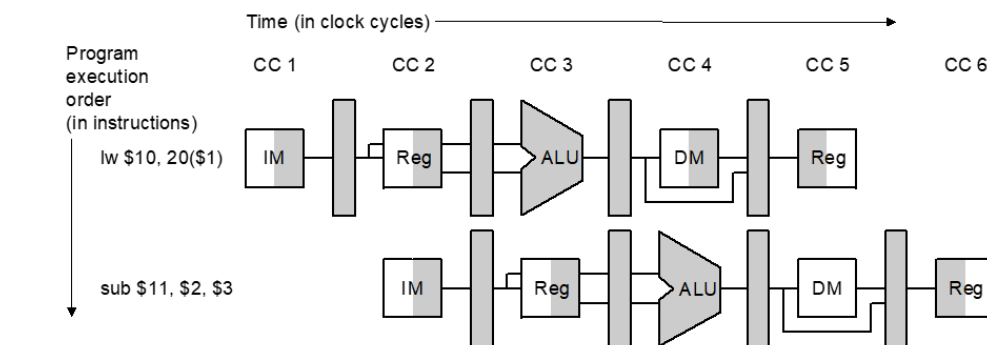 Time (in clock cycles)
Program
execution
order
(in instructions)
CC 1 CC 2 CC 3 CC 4 CC 5 CC 6
lw $10, 20($1) IM Reg ALU DM Reg
sub $11, $2, $3 IM Reg ALU DM Reg